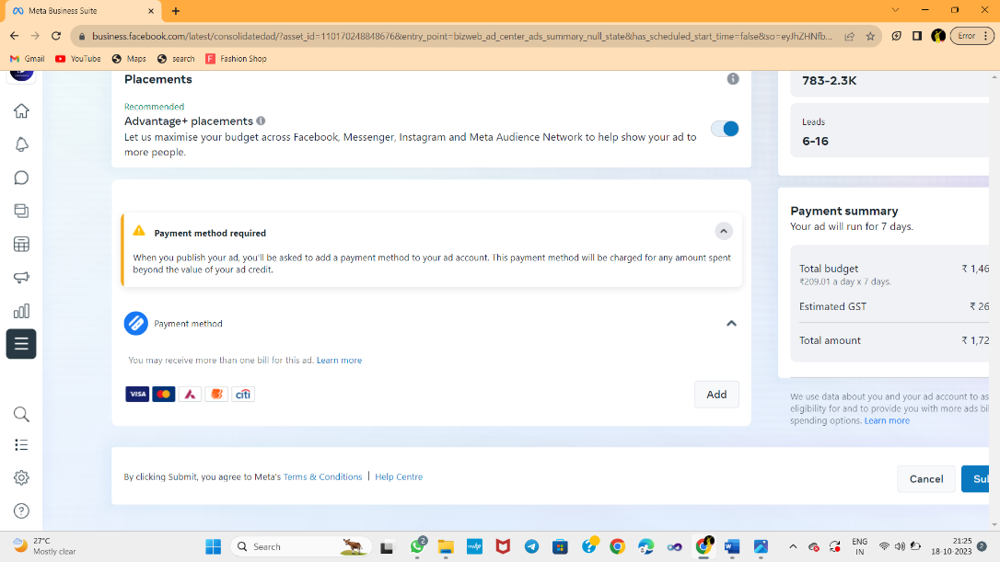 Meta Business Suite
business.facebook.com/latest/consolidatedad/?asset_id=110170248848676&entry_point=bizweb_ad_center_ads_summary_null_state&has_scheduled_start_time=false&so=eyJhZHNfb...
Error
Gmail
YouTube
Maps
search
Fashion Shop
Placements
Recommended
Advantage+ placements
Let us maximise your budget across Facebook, Messenger, Instagram and Meta Audience Network to help show your ad to
more people.
Payment method required
When you publish your ad, you'll be asked to add a payment method to your ad account. This payment method will be charged for any amount spent
beyond the value of your ad credit.
Payment method
You may receive more than one bill for this ad. Learn more
VISA
citi
Add
By clicking Submit, you agree to Meta's Terms & Conditions | Help Centre
Cancel
Su
783-2.3K
Leads
6-16
Payment summary
Your ad will run for 7 days.
Total budget ₹ 1,46
₹209.01 a day x 7 days.
Estimated GST ₹ 26
Total amount ₹ 1,72
We use data about you and your ad account to as
eligibility for and to provide you with more ads bi
spending options. Learn more
27°C
Mostly clear
Search
2
ENG
IN
21:25
18-10-2023
2